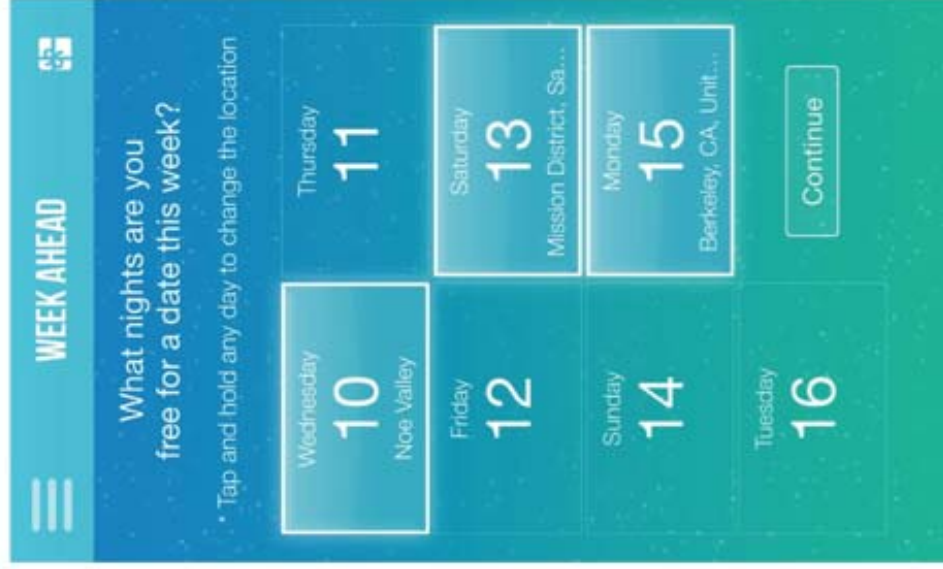 WEEK AHEAD
What nights are you
free for a date this week?
* Tap and hold any day to change the location
Wednesday
10
Noe Valley
Thursday
11
Friday
12
Saturday
13
Mission District, Sa...
Sunday
14
Monday
15
Berkeley, CA, Unit...
Tuesday
16
Continue